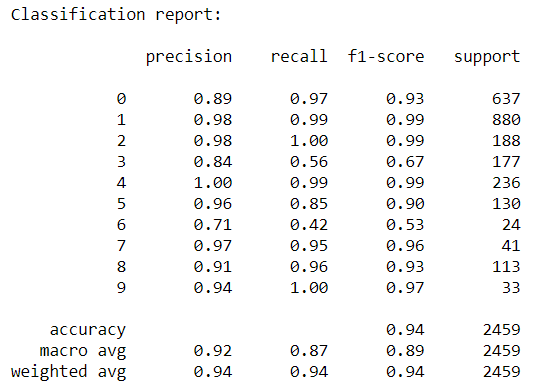 Classification report:
precision recall f1-score support
0 0.89 0.97 0.93 637
1 0.98 0.99 0.99 880
2 0.98 1.00 0.99 188
3 0.84 0.56 0.67 177
4 1.00 0.99 0.99 236
5 0.96 0.85 0.90 130
6 0.71 0.42 0.53 24
7 0.97 0.95 0.96 41
8 0.91 0.96 0.93 113
9 0.94 1.00 0.97 33
accuracy 0.94 2459
macro avg 0.92 0.87 0.89 2459
weighted avg 0.94 0.94 0.94 2459